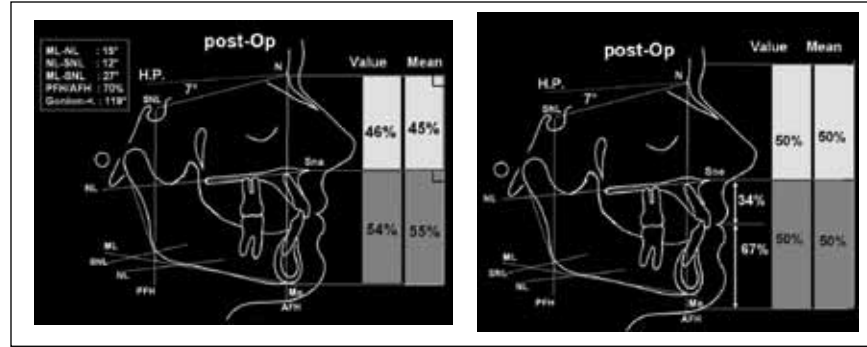 post-Op
ML-NL : 15°
NL-SNL : 12°
ML-SNL : 27°
PFH/AFH : 70%
Gonion-<. : 118°
H.P.
7°
SNL
N
Value Mean
46% 45%
Sna
NL
54% 55%
ML
SNL
NL
Me
PFH
AFH
post-Op
Value Mean
H.P.
7°
SNL
N
50% 50%
Sne
NL
34%
67%
50% 50%
ML
SNL
NL
Me
PFH
AFH